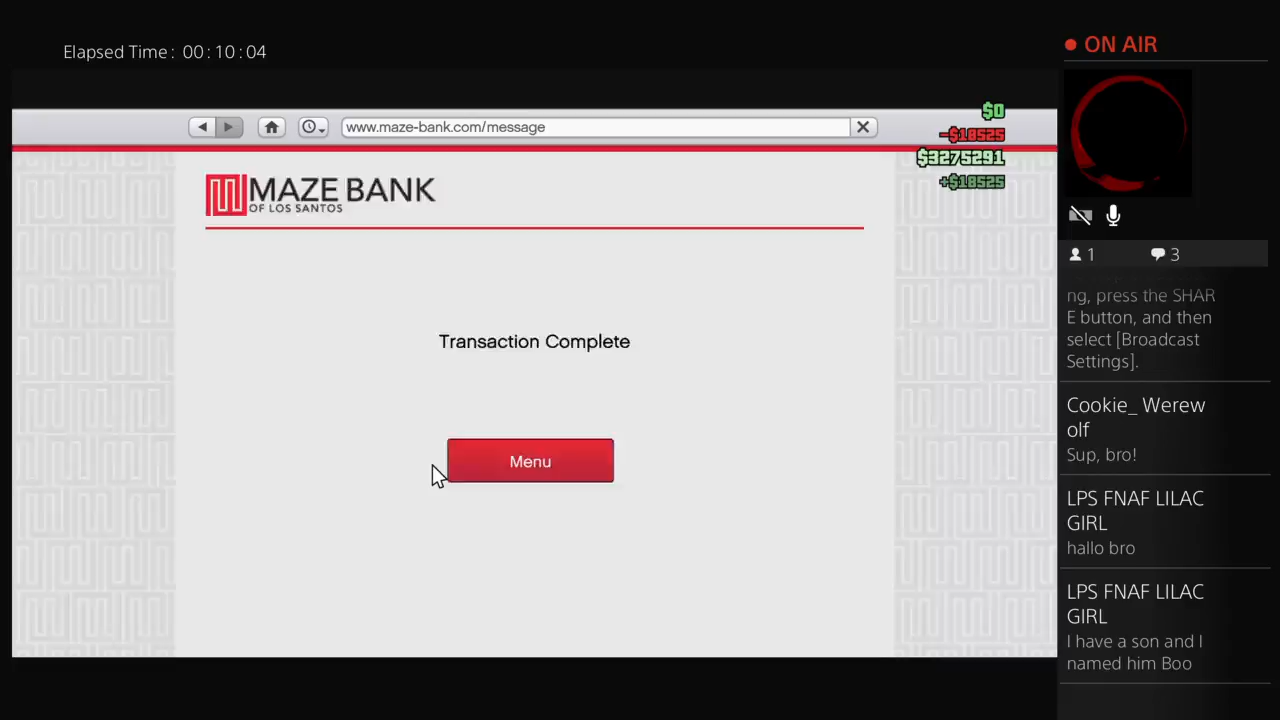 Elapsed Time: 00:10:04
www.maze-bank.com/message
$0
-$18525
$3275291
+$18525
MAZE BANK
OF LOS SANTOS
Transaction Complete
Menu
ON AIR
1
3
ng, press the SHAR
E button, and then
select [Broadcast
Settings].
Cookie_ Werew
olf
Sup, bro!
LPS FNAF LILAC
GIRL
hallo bro
LPS FNAF LILAC
GIRL
I have a son and I
named him Boo